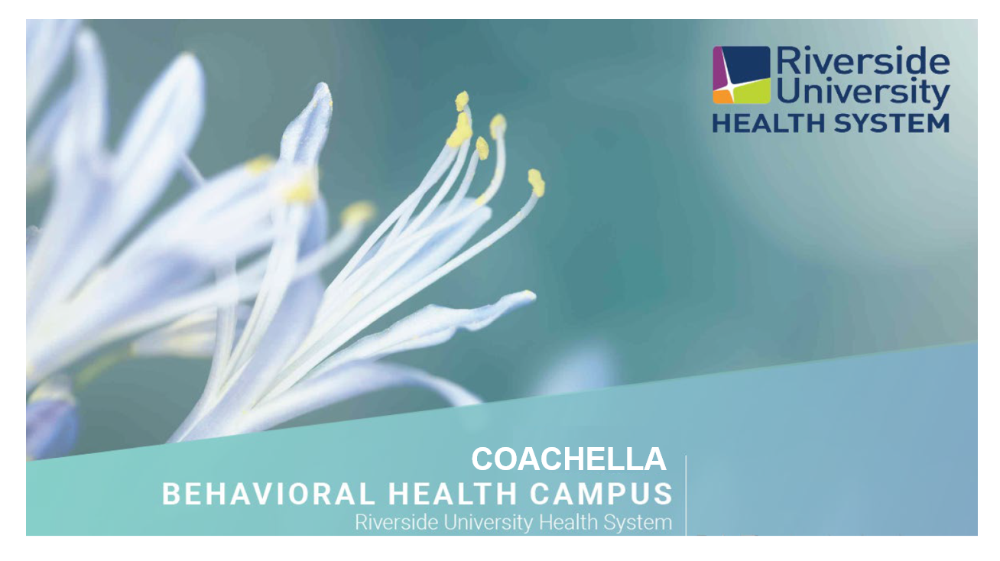 Riverside
University
HEALTH SYSTEM
COACHELLA
BEHAVIORAL HEALTH CAMPUS
Riverside University Health System